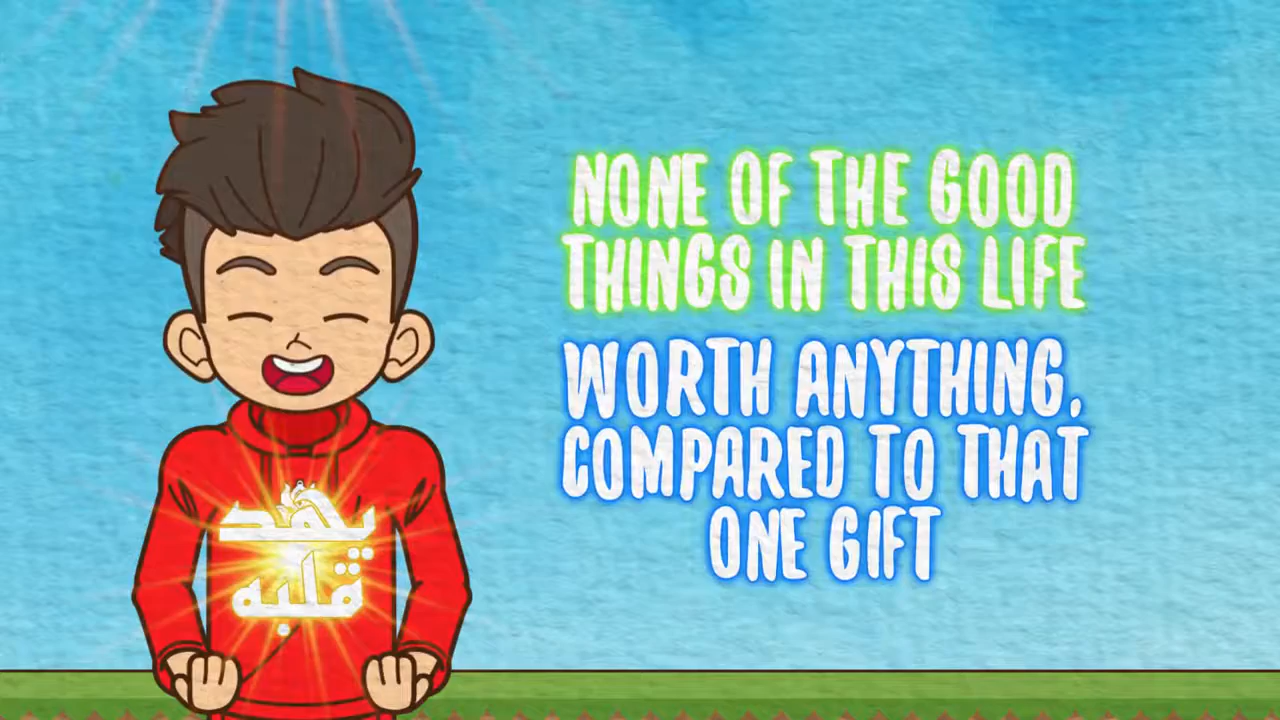 يهد
قلبه
NONE OF THE GOOD
THINGS IN THIS LIFE
WORTH ANYTHING,
COMPARED TO THAT
ONE GIFT